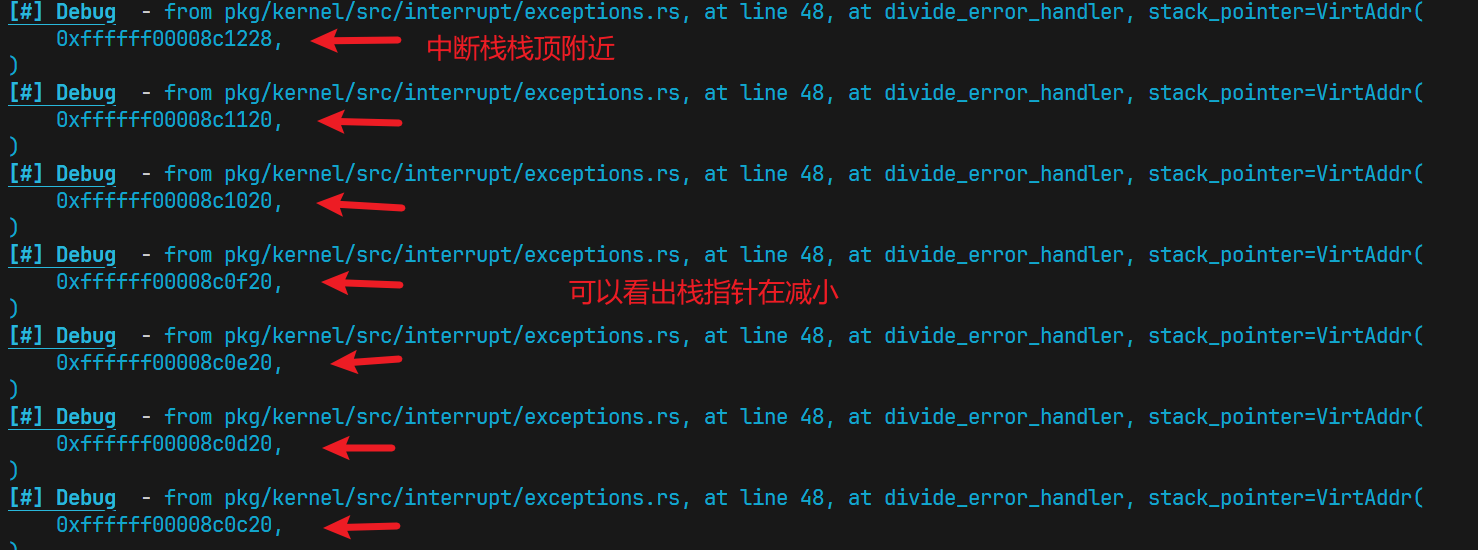 [#] Debug  - from pkg/kernel/src/interrupt/exceptions.rs, at line 48, at divide_error_handler, stack_pointer=VirtAddr(
    0xffffff00008c1228, 中断栈栈顶附近
)
[#] Debug  - from pkg/kernel/src/interrupt/exceptions.rs, at line 48, at divide_error_handler, stack_pointer=VirtAddr(
    0xffffff00008c1120,
)
[#] Debug  - from pkg/kernel/src/interrupt/exceptions.rs, at line 48, at divide_error_handler, stack_pointer=VirtAddr(
    0xffffff00008c1020,
)
[#] Debug  - from pkg/kernel/src/interrupt/exceptions.rs, at line 48, at divide_error_handler, stack_pointer=VirtAddr(
    0xffffff00008c0f20, 可以看出栈指针在减小
)
[#] Debug  - from pkg/kernel/src/interrupt/exceptions.rs, at line 48, at divide_error_handler, stack_pointer=VirtAddr(
    0xffffff00008c0e20,
)
[#] Debug  - from pkg/kernel/src/interrupt/exceptions.rs, at line 48, at divide_error_handler, stack_pointer=VirtAddr(
    0xffffff00008c0d20,
)
[#] Debug  - from pkg/kernel/src/interrupt/exceptions.rs, at line 48, at divide_error_handler, stack_pointer=VirtAddr(
    0xffffff00008c0c20,
)